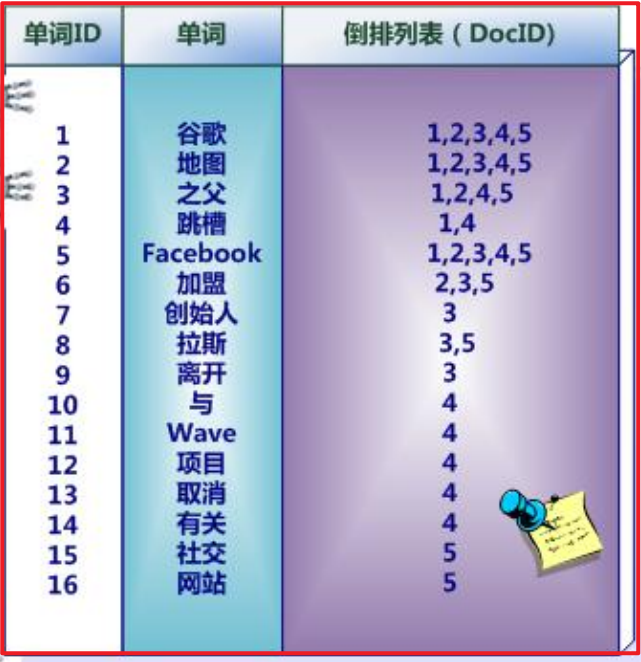 单词ID 单词 倒排列表（DocID)
1 谷歌 1,2,3,4,5
2 地图 1,2,3,4,5
3 之父 1,2,4,5
4 跳槽 1,4
5 Facebook 1,2,3,4,5
6 加盟 2,3,5
7 创始人 3
8 拉斯 3,5
9 离开 3
10 与 4
11 Wave 4
12 项目 4
13 取消 4
14 有关 4
15 社交 5
16 网站 5